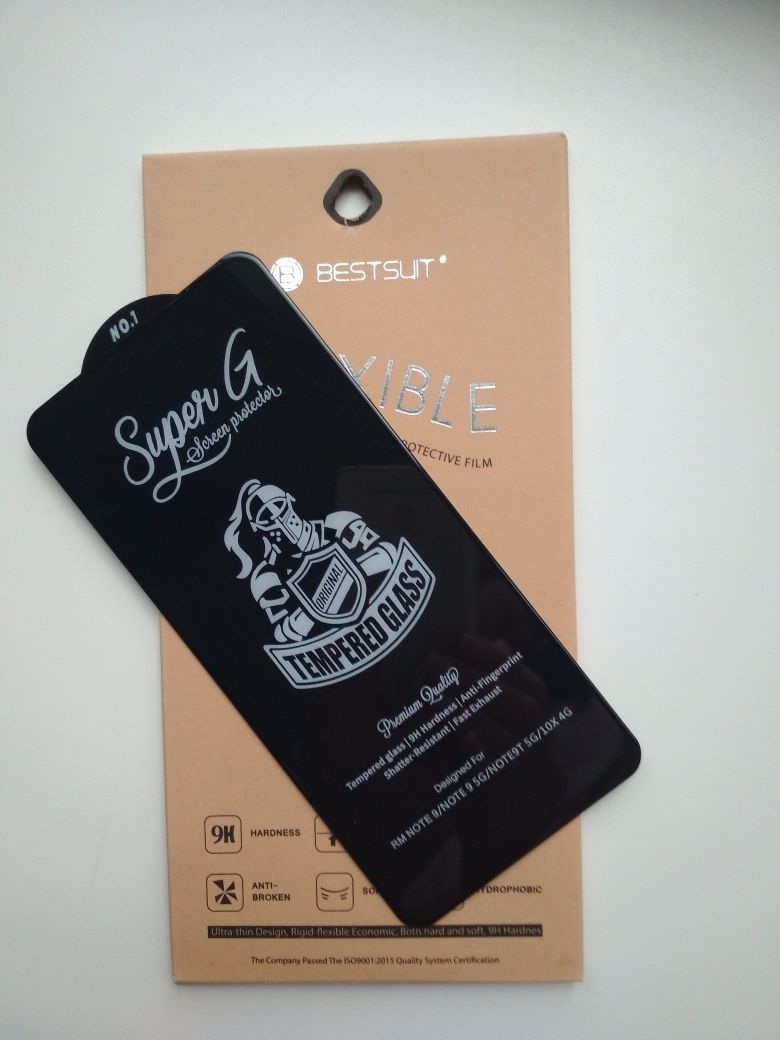 B BESTSUIT
XIBLE
OTECTIVE FILM
NO.1
Super G
Screen protector
ORIGINAL
TEMPERED GLASS
Premium Quality
Tempered glass | 9H Hardness | Anti-Fingerprint
Shatter-Resistant | Fast Exhaust
Designed For
RM NOTE 9/NOTE 9 5G/NOTE9T 5G/10X 4G
9H HARDNESS
ANTI-
BROKEN
SO
YDROPHOBIC
Ultra-thin Design, Rigid-flexible Economic, Both hard and soft, 9H Hardnes
The Company Passed The ISO9001:2015 Quality System Certification